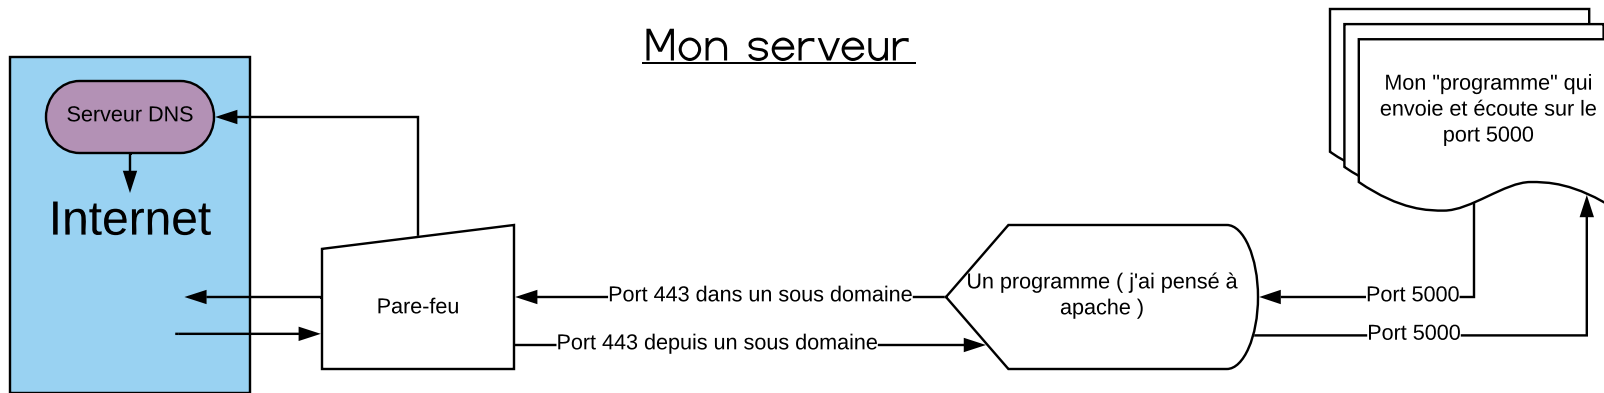 Mon serveur
Serveur DNS
Internet
Pare-feu
Port 443 dans un sous domaine
Port 443 depuis un sous domaine
Un programme ( j'ai pensé à
apache )
Port 5000
Port 5000
Mon "programme" qui
envoie et écoute sur le
port 5000